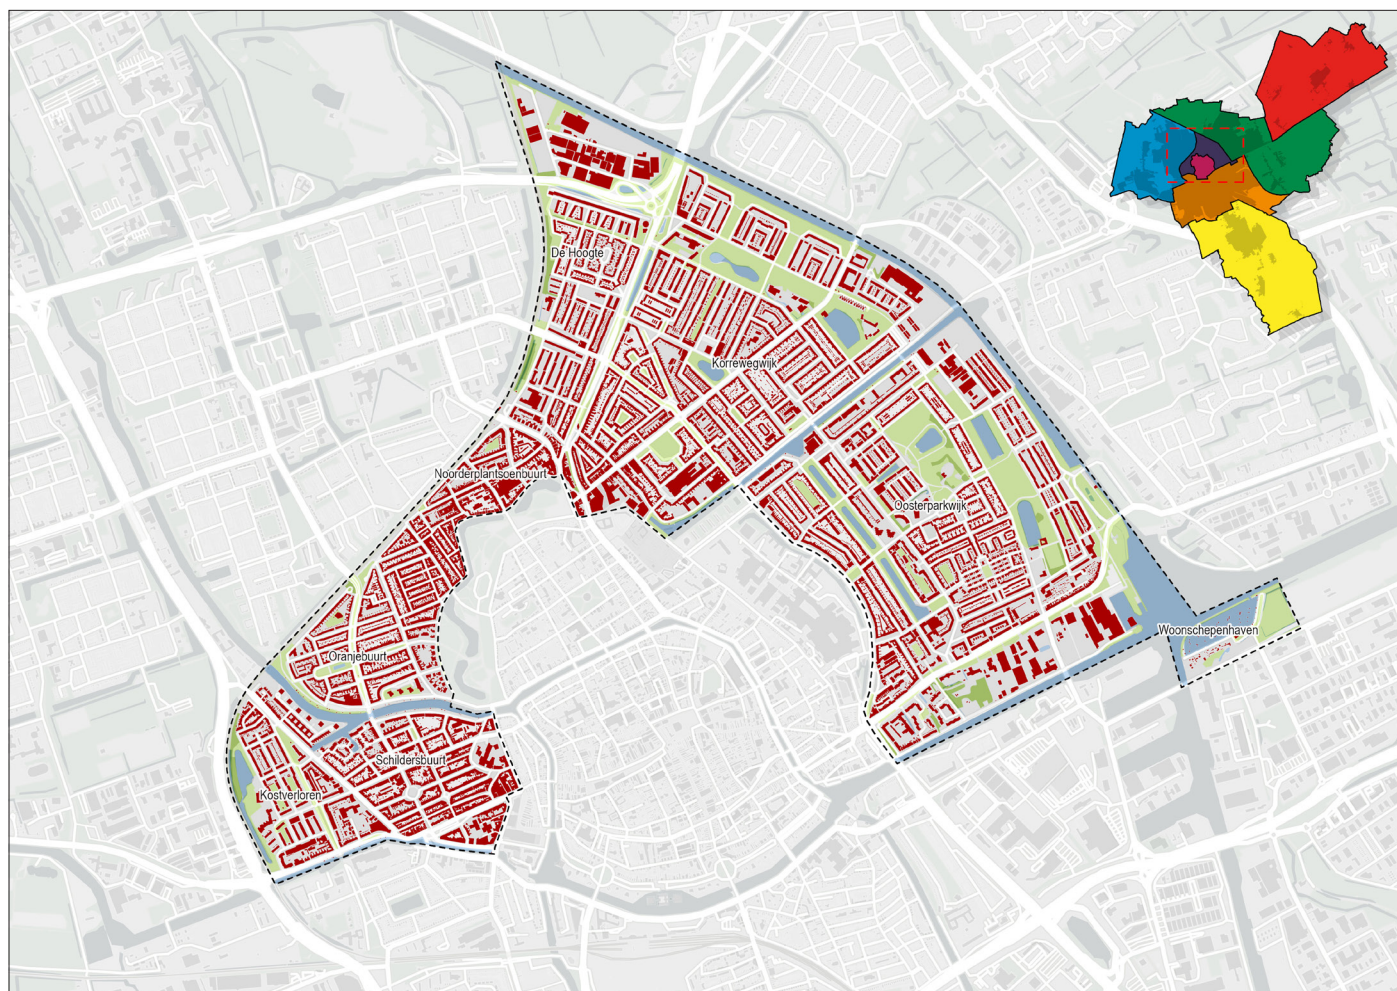 De Hoogte
Korrewegwijk
Noorderplantsoenbuurt
Oosterparkwijk
Woonschepenhaven
Oranjebuurt
Schildersbuurt
Kostverloren